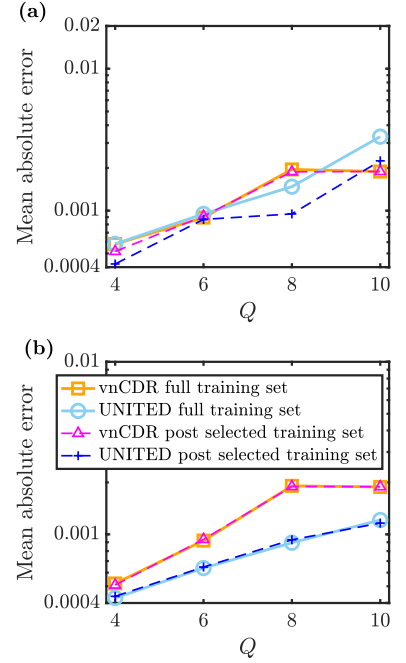 (a)
0.02
0.01
0.001
0.0004
Mean absolute error
4 6 8 10
Q
(b)
0.01
0.001
0.0004
Mean absolute error
vnCDR full training set
UNITED full training set
vnCDR post selected training set
UNITED post selected training set
4 6 8 10
Q